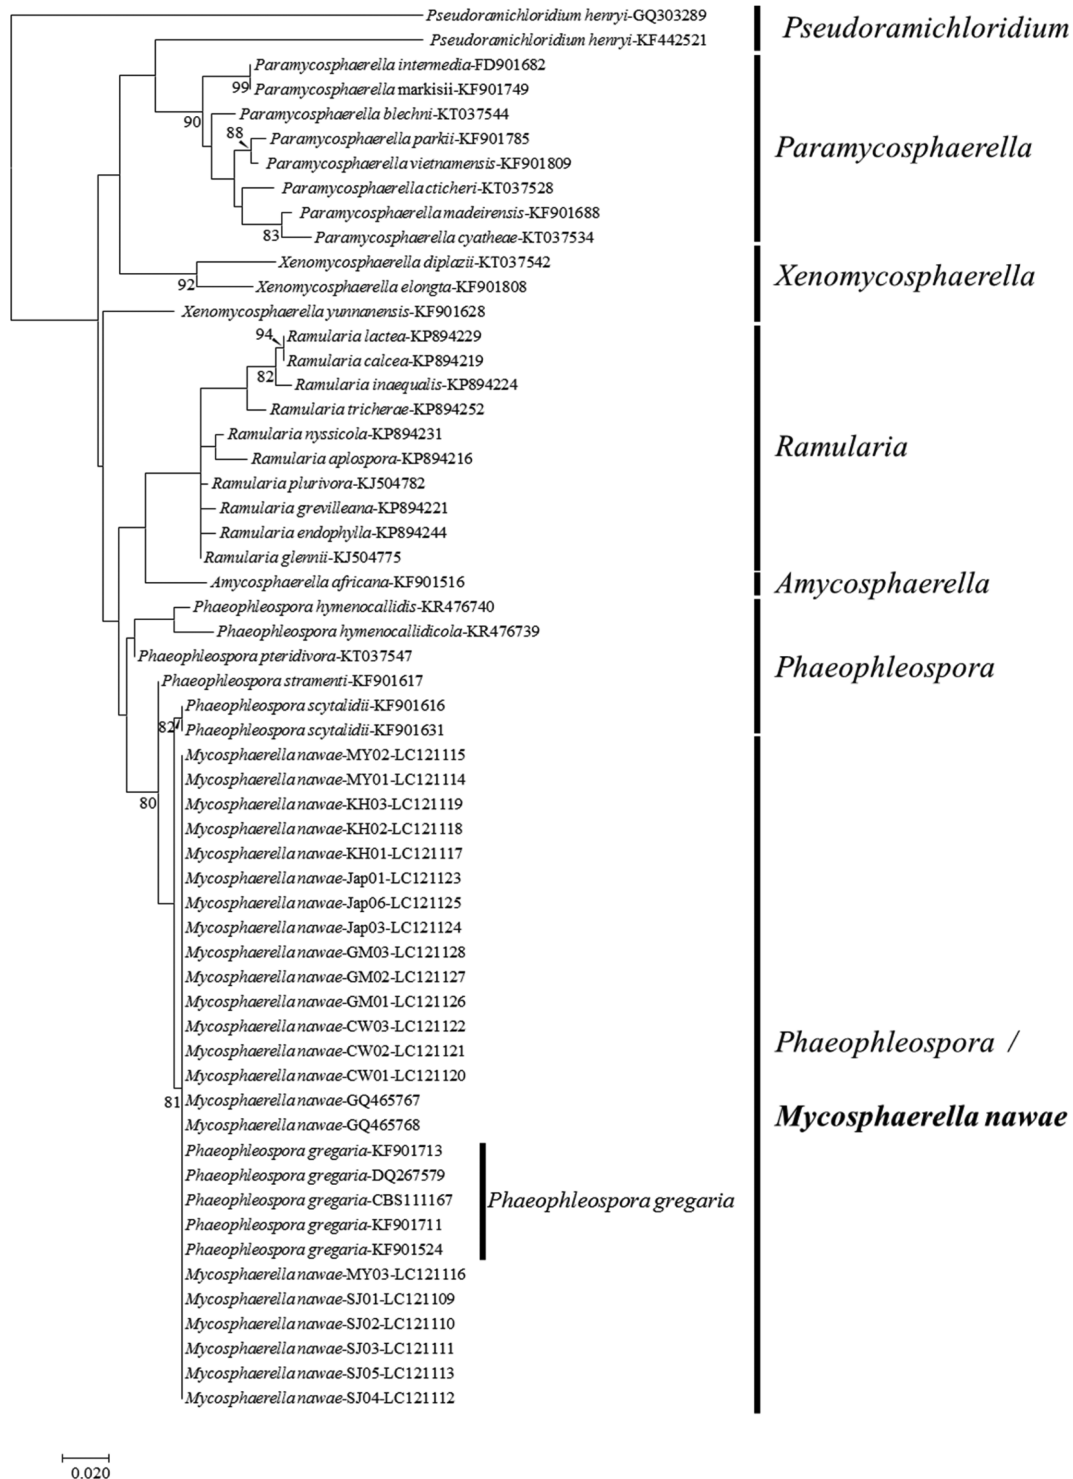 Pseudoramichloridium henryi-GQ303289
Pseudoramichloridium
Pseudoramichloridium henryi-KF442521
Paramycosphaerella intermedia-FD901682
99
Paramycosphaerella markisii-KF901749
90
Paramycosphaerella blechni-KT037544
88
Paramycosphaerella parkii-KF901785
Paramycosphaerella
Paramycosphaerella vietnamensis-KF901809
Paramycosphaerella cticheri-KT037528
Paramycosphaerella madeirensis-KF901688
83
Paramycosphaerella cyatheae-KT037534
Xenomycosphaerella diplazii-KT037542
Xenomycosphaerella
92
Xenomycosphaerella elongta-KF901808
Xenomycosphaerella yunnanensis-KF901628
94
Ramularia lactea-KP894229
Ramularia calcea-KP894219
82
Ramularia inaequalis-KP894224
Ramularia tricherae-KP894252
Ramularia nyssicola-KP894231
Ramularia
Ramularia aplospora-KP894216
Ramularia plurivora-KJ504782
Ramularia grevilleana-KP894221
Ramularia endophylla-KP894244
Ramularia glennii-KJ504775
Amycosphaerella africana-KF901516
Amycosphaerella
Phaeophleospora hymenocallidis-KR476740
Phaeophleospora hymenocallidicola-KR476739
Phaeophleospora pteridivora-KT037547
Phaeophleospora
Phaeophleospora stramenti-KF901617
Phaeophleospora scytalidii-KF901616
82
Phaeophleospora scytalidii-KF901631
Mycosphaerella nawae-MY02-LC121115
Mycosphaerella nawae-MY01-LC121114
80
Mycosphaerella nawae-KH03-LC121119
Mycosphaerella nawae-KH02-LC121118
Mycosphaerella nawae-KH01-LC121117
Mycosphaerella nawae-Jap01-LC121123
Mycosphaerella nawae-Jap06-LC121125
Mycosphaerella nawae-Jap03-LC121124
Mycosphaerella nawae-GM03-LC121128
Mycosphaerella nawae-GM02-LC121127
Mycosphaerella nawae-GM01-LC121126
Mycosphaerella nawae-CW03-LC121122
Phaeophleospora /
Mycosphaerella nawae-CW02-LC121121
Mycosphaerella nawae-CW01-LC121120
81
Mycosphaerella nawae-GQ465767
Mycosphaerella nawae
Mycosphaerella nawae-GQ465768
Phaeophleospora gregaria-KF901713
Phaeophleospora gregaria-DQ267579
Phaeophleospora gregaria-CBS111167
Phaeophleospora gregaria
Phaeophleospora gregaria-KF901711
Phaeophleospora gregaria-KF901524
Mycosphaerella nawae-MY03-LC121116
Mycosphaerella nawae-SJ01-LC121109
Mycosphaerella nawae-SJ02-LC121110
Mycosphaerella nawae-SJ03-LC121111
Mycosphaerella nawae-SJ05-LC121113
Mycosphaerella nawae-SJ04-LC121112
0.020